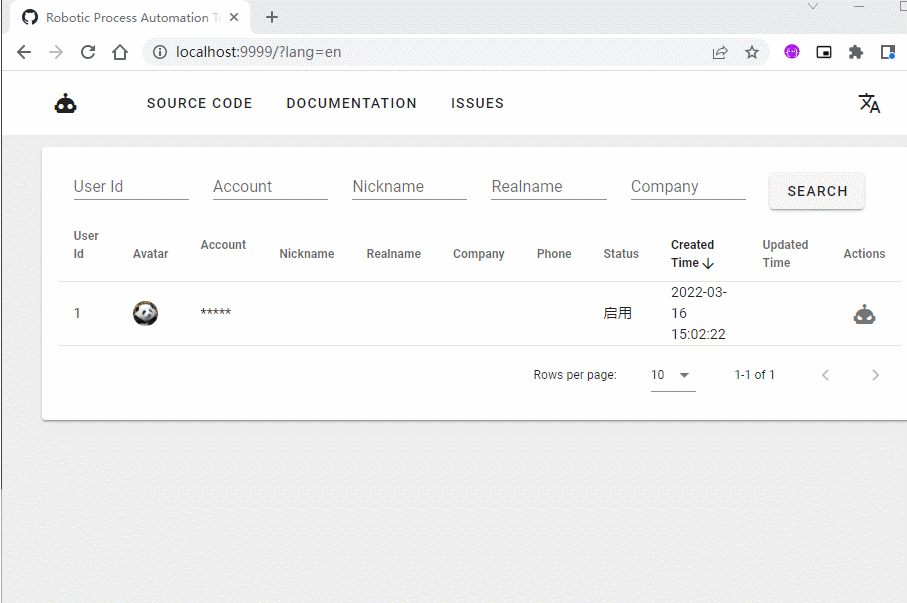 Robotic Process Automation T
localhost:9999/?lang=en
SOURCE CODE DOCUMENTATION ISSUES
User Id Account Nickname Realname Company SEARCH
User Id Avatar Account Nickname Realname Company Phone Status Created Time Updated Time Actions
1 ***** 启用 2022-03-16 15:02:22
Rows per page: 10 1-1 of 1